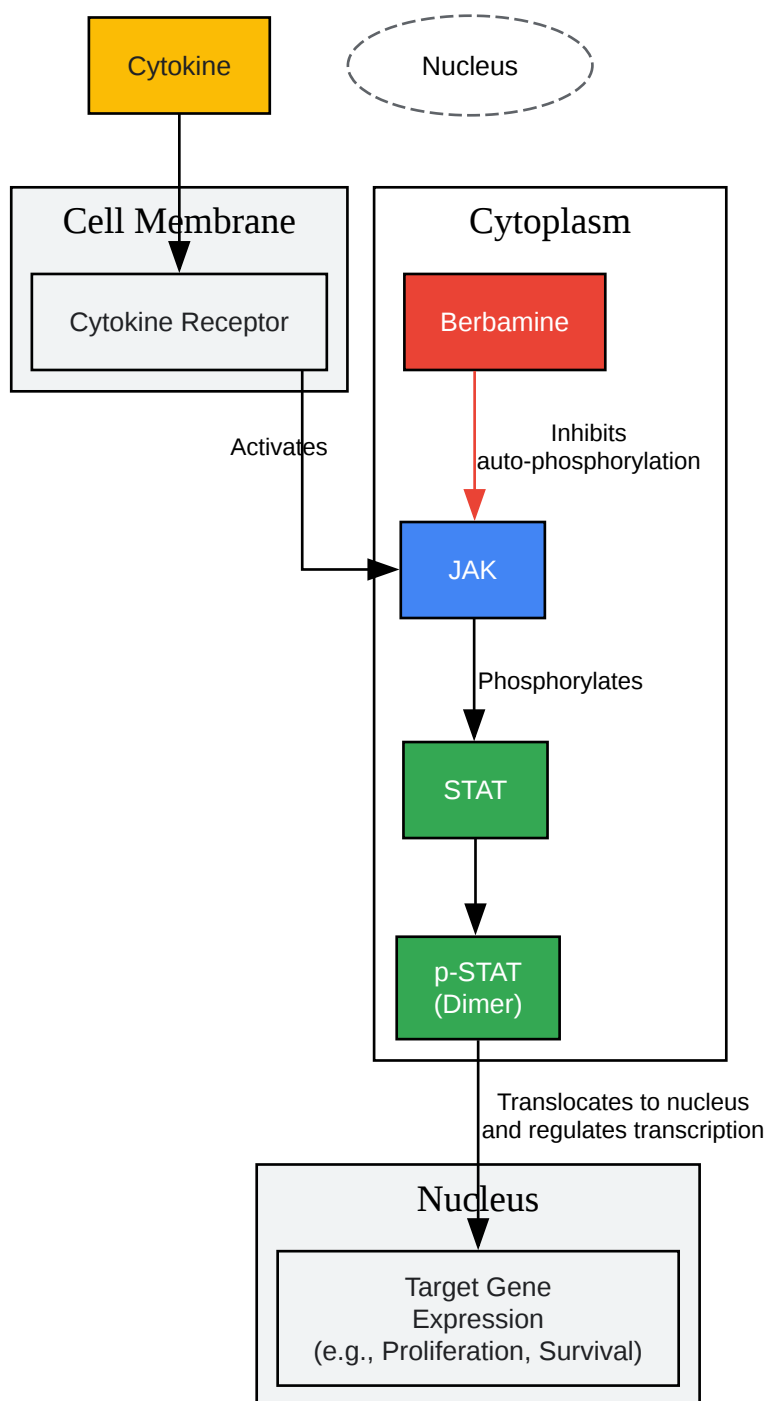 Cytokine
Nucleus
Cell Membrane
Cytoplasm
Cytokine Receptor
Berbamine
Activates
Inhibits
auto-phosphorylation
JAK
Phosphorylates
STAT
p-STAT
(Dimer)
Translocates to nucleus
and regulates transcription
Nucleus
Target Gene
Expression
(e.g., Proliferation, Survival)